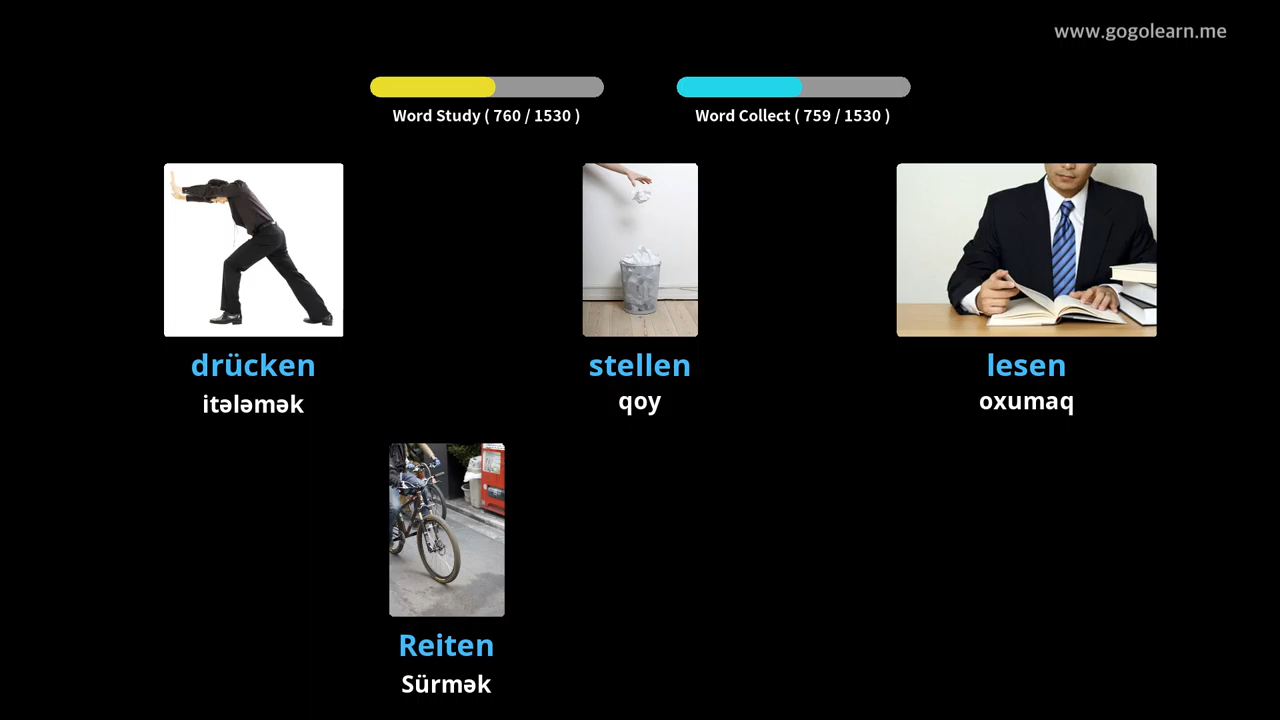 www.gogolearn.me
Word Study ( 760 / 1530 )
Word Collect ( 759 / 1530 )
drücken
itələmək
stellen
qoy
lesen
oxumaq
Reiten
Sürmək